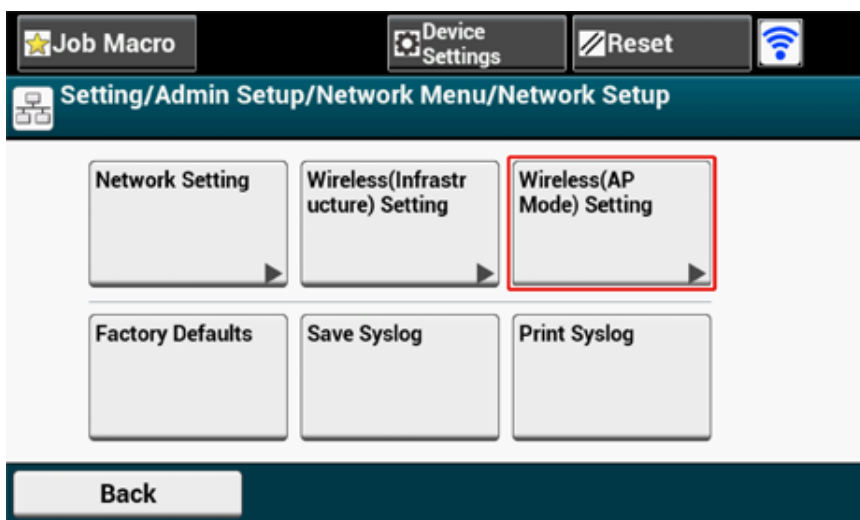 Job Macro
Device
Settings
Reset
Setting/Admin Setup/Network Menu/Network Setup
Network Setting
Wireless(Infrastr
ucture) Setting
Wireless(AP
Mode) Setting
Factory Defaults
Save Syslog
Print Syslog
Back